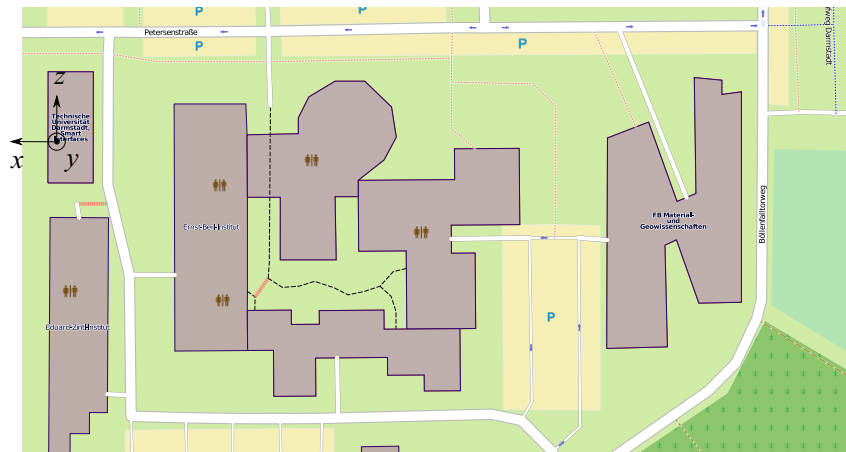 P
P
Petersenstraße
P
P
z
Technische
Universität
Darmstadt,
Smart
Interfaces
x
y
Ernst-Berl-Institut
FB Material-
und
Geowissenschaften
Böllenfalltorweg
P
Eduard-Zintl-Institut